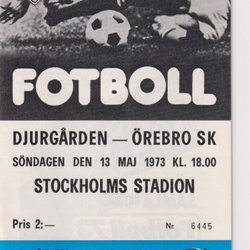 FOTBOLL
DJURGÅRDEN — ÖREBRO SK
SÖNDAGEN DEN 13 MAJ 1973 KL. 18.00
STOCKHOLMS STADION
Pris 2:—
Nr. 6445